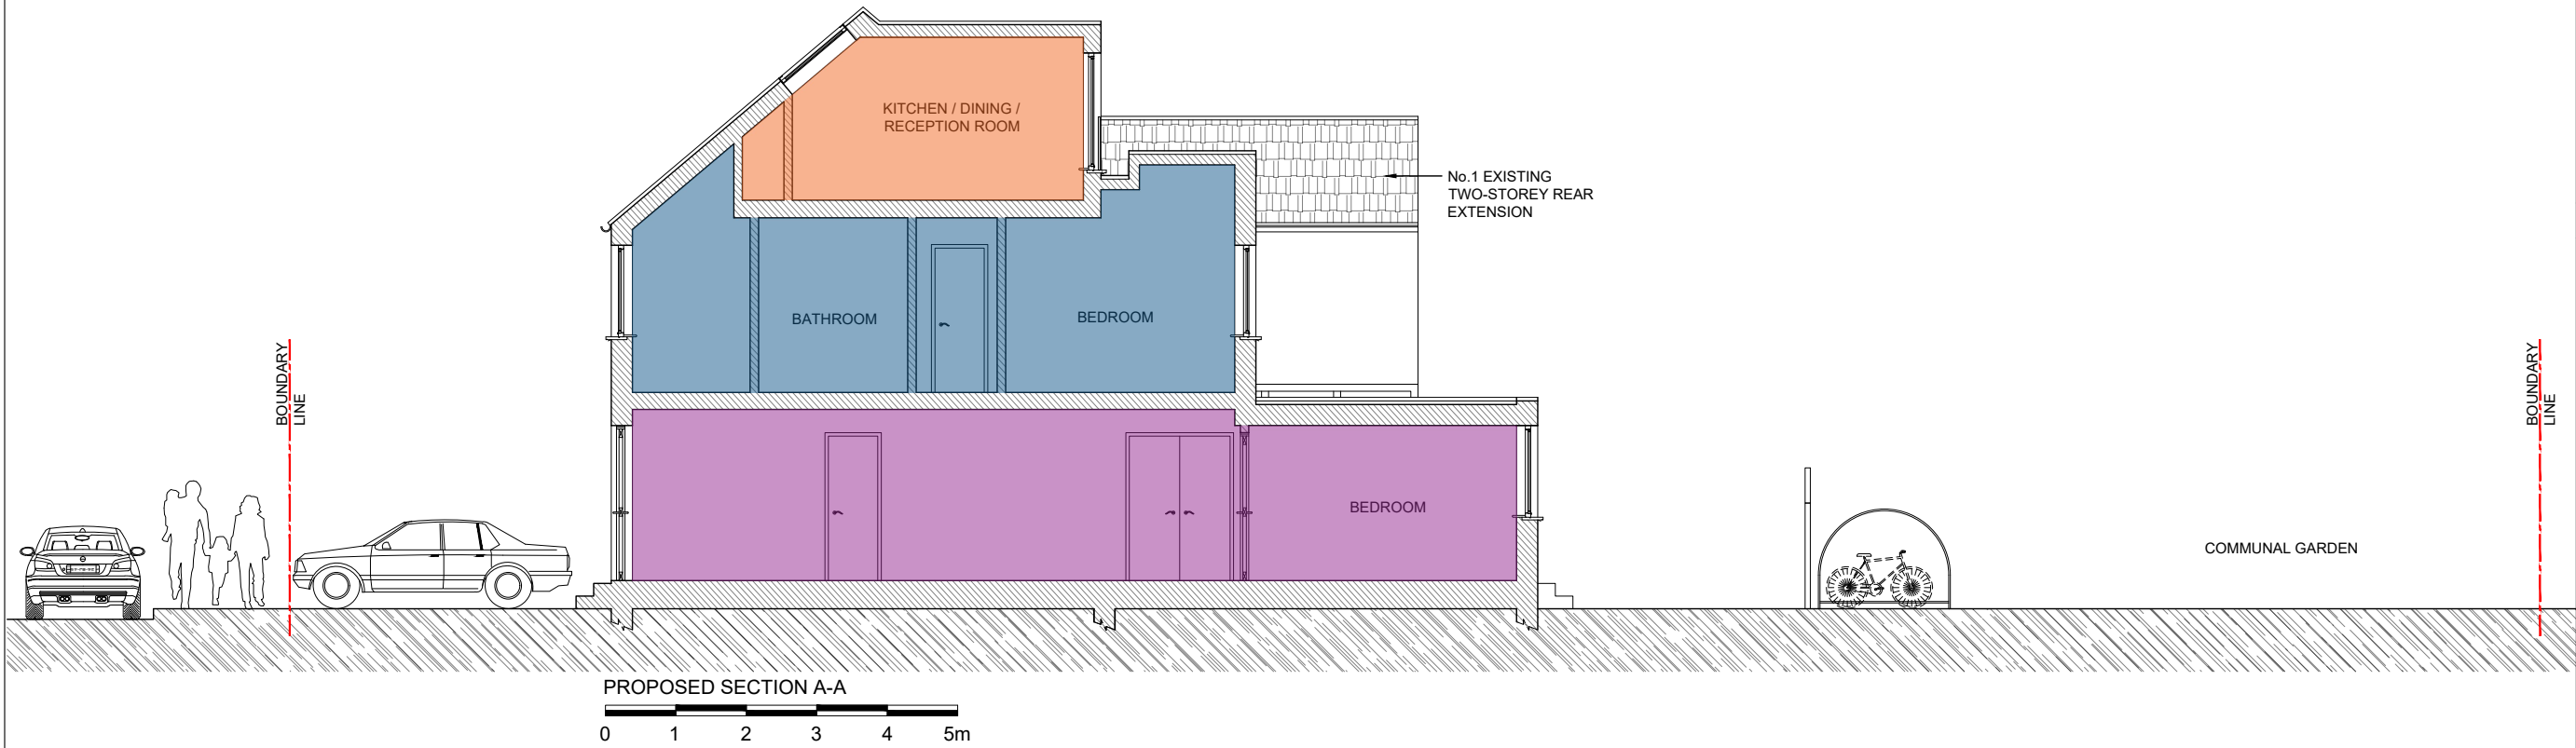 KITCHEN / DINING /
RECEPTION ROOM
No.1 EXISTING
TWO-STOREY REAR
EXTENSION
BATHROOM
BEDROOM
BOUNDARY
LINE
BOUNDARY
LINE
BEDROOM
COMMUNAL GARDEN
PROPOSED SECTION A-A
0 1 2 3 4 5m